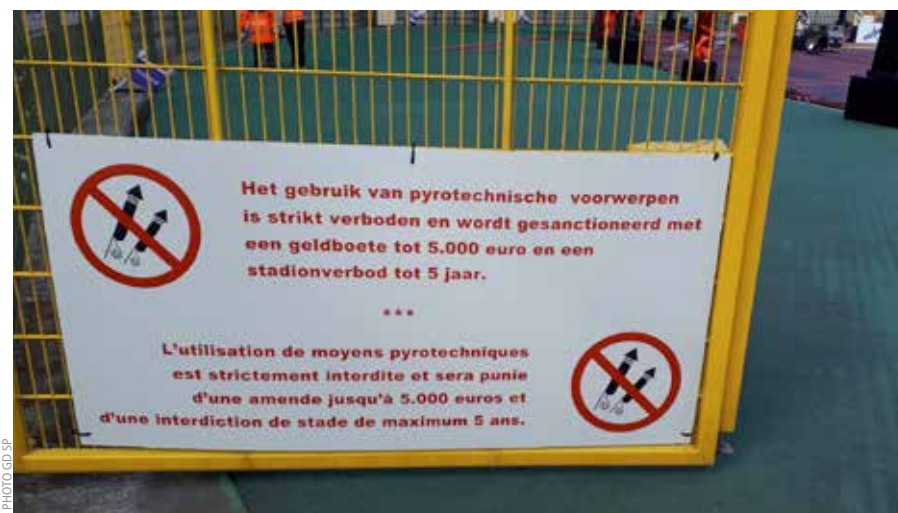 Het gebruik van pyrotechnische voorwerpen
is strikt verboden en wordt gesanctioneerd met
een geldboete tot 5.000 euro en een
stadionverbod tot 5 jaar.
***
L'utilisation de moyens pyrotechniques
est strictement interdite et sera punie
d'une amende jusqu'à 5.000 euros et
d'une interdiction de stade de maximum 5 ans.
PHOTO GD SP